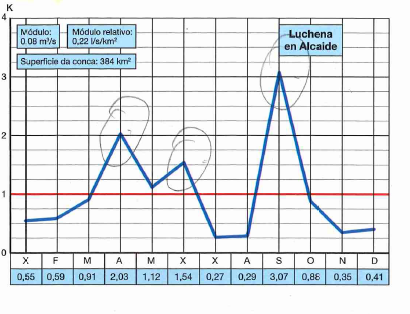 K
4
Módulo:
0.08 m³/s
Módulo relativo:
0,22 l/s/km²
Superficie da conca: 384 km²
Luchena
en Alcaide
3
2
1
0
X F M A M X X A S O N D
0,55 0,59 0,91 2,03 1,12 1,54 0,27 0,29 3,07 0,88 0,35 0,41